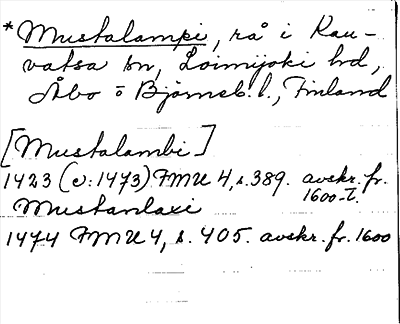 * Mustalampi, rå i Kau-
vatsa sn, Loimijoki hd,
Åbo o Björneb. l., Finland
[Mustalambi]
1423 (v: 1473) FMU 4, s. 389. avskr. fr.
1600-t.
Mustanlaxi
1474 FMU 4, s. 405. avskr. fr. 1600